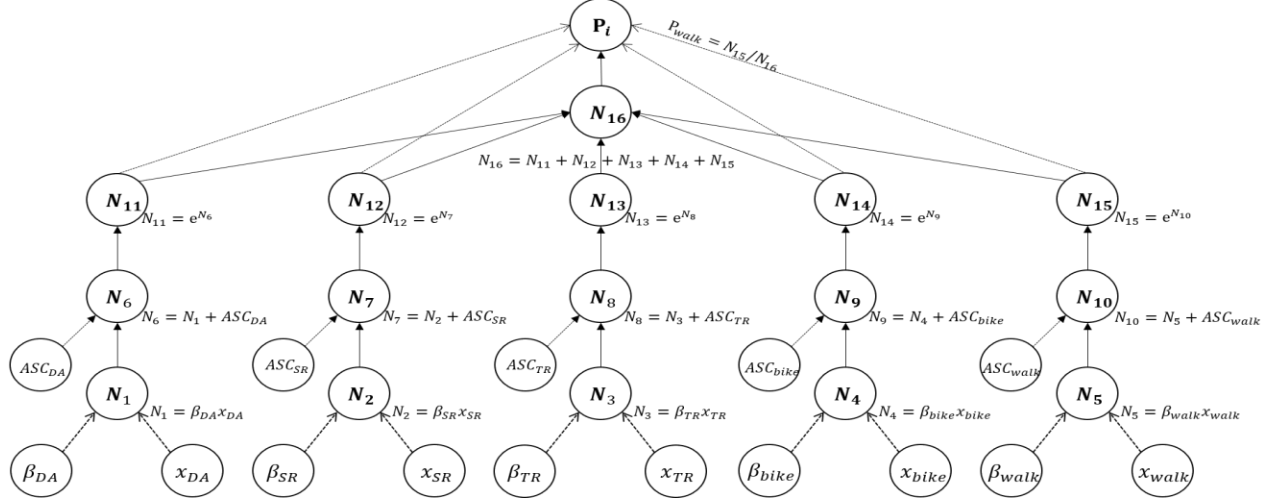 P_i
P_walk = N_15/N_16
N_16
N_16 = N_11 + N_12 + N_13 + N_14 + N_15
N_11 N_12 N_13 N_14 N_15
N_11 = e^{N_6} N_12 = e^{N_7} N_13 = e^{N_8} N_14 = e^{N_9} N_15 = e^{N_10}
N_6 N_7 N_8 N_9 N_10
N_6 = N_1 + ASC_DA N_7 = N_2 + ASC_SR N_8 = N_3 + ASC_TR N_9 = N_4 + ASC_bike N_10 = N_5 + ASC_walk
ASC_DA ASC_SR ASC_TR ASC_bike ASC_walk
N_1 N_2 N_3 N_4 N_5
N_1 = β_DA x_DA N_2 = β_SR x_SR N_3 = β_TR x_TR N_4 = β_bike x_bike N_5 = β_walk x_walk
β_DA x_DA β_SR x_SR β_TR x_TR β_bike x_bike β_walk x_walk